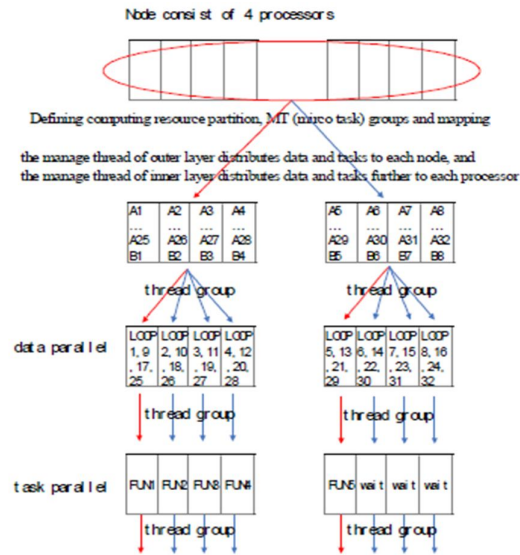 Node consist of 4 processors
Defining computing resource partition, MT (mirco task) groups and mapping
the manage thread of outer layer distributes data and tasks to each node, and
the manage thread of inner layer distributes data and tasks further to each processor
A1 A2 A3 A4 A5 A6 A7 A8
... ... ... ... ... ... ... ...
A25 A26 A27 A28 A29 A30 A31 A32
B1 B2 B3 B4 B5 B6 B7 B8
thread group thread group
LOOP LOOP LOOP LOOP LOOP LOOP LOOP LOOP
data parallel 1, 9 2, 10 3, 11 4, 12 5, 13 6, 14 7, 15 8, 16
, 17, , 18, , 19, , 20, , 21, , 22, , 23, , 24,
25 26 27 28 29 30 31 32
thread group thread group
task parallel FUN1 FUN2 FUN3 FUN4 FUN5 wait wait wait
thread group thread group